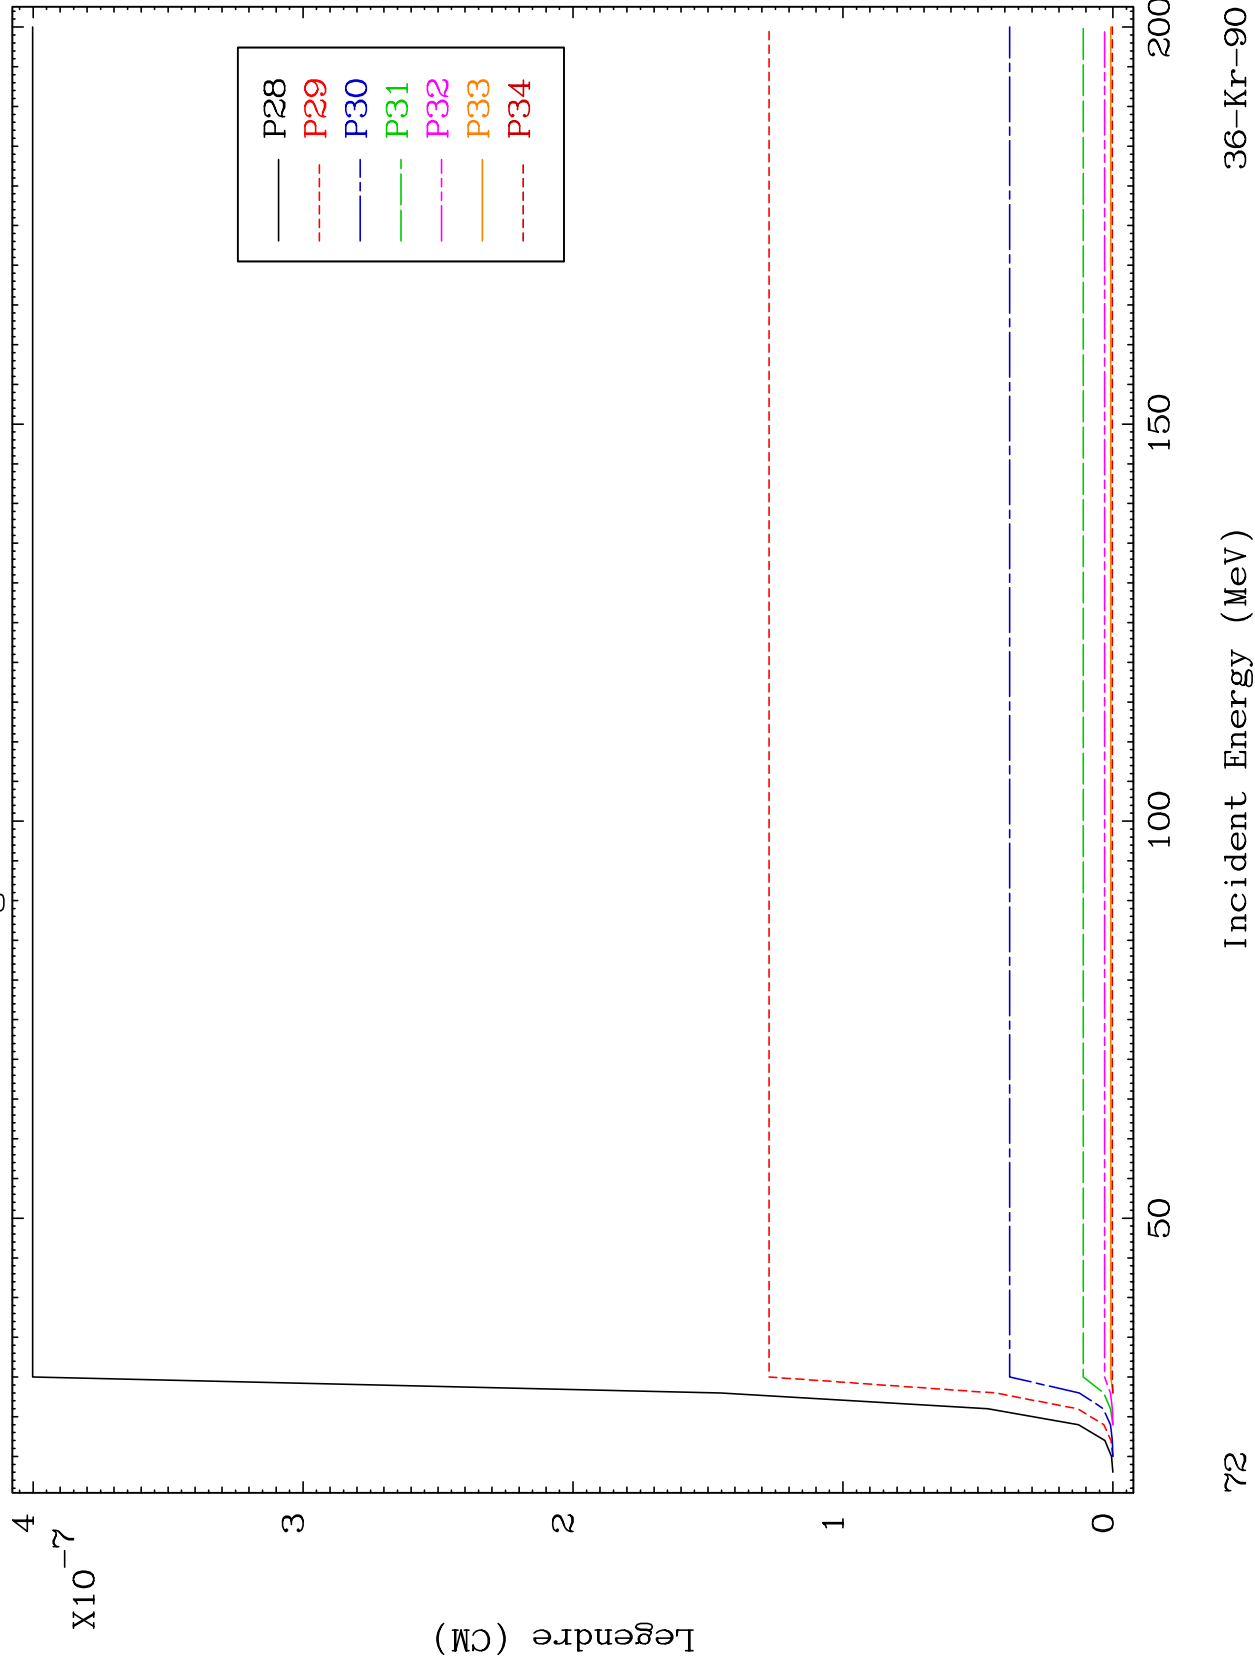 4
3
2
1
0
X10-7
Legendre (CM)
P28
P29
P30
P31
P32
P33
P34
50
100
150
200
Incident Energy (MeV)
72
36-Kr-90